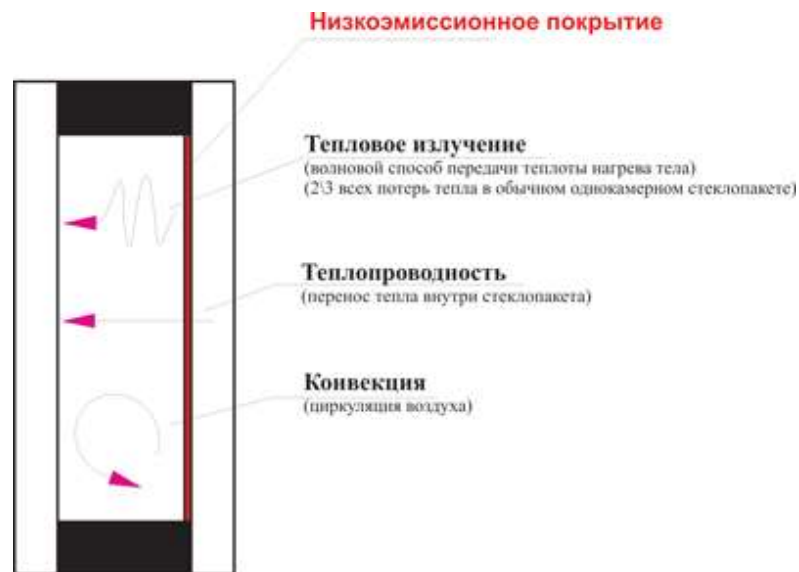 Низкоэмиссионное покрытие
Тепловое излучение
(волновой способ передачи теплоты нагрева тела)
(2\3 всех потерь тепла в обычном однокамерном стеклопакете)
Теплопроводность
(перенос тепла внутри стеклопакета)
Конвекция
(циркуляция воздуха)